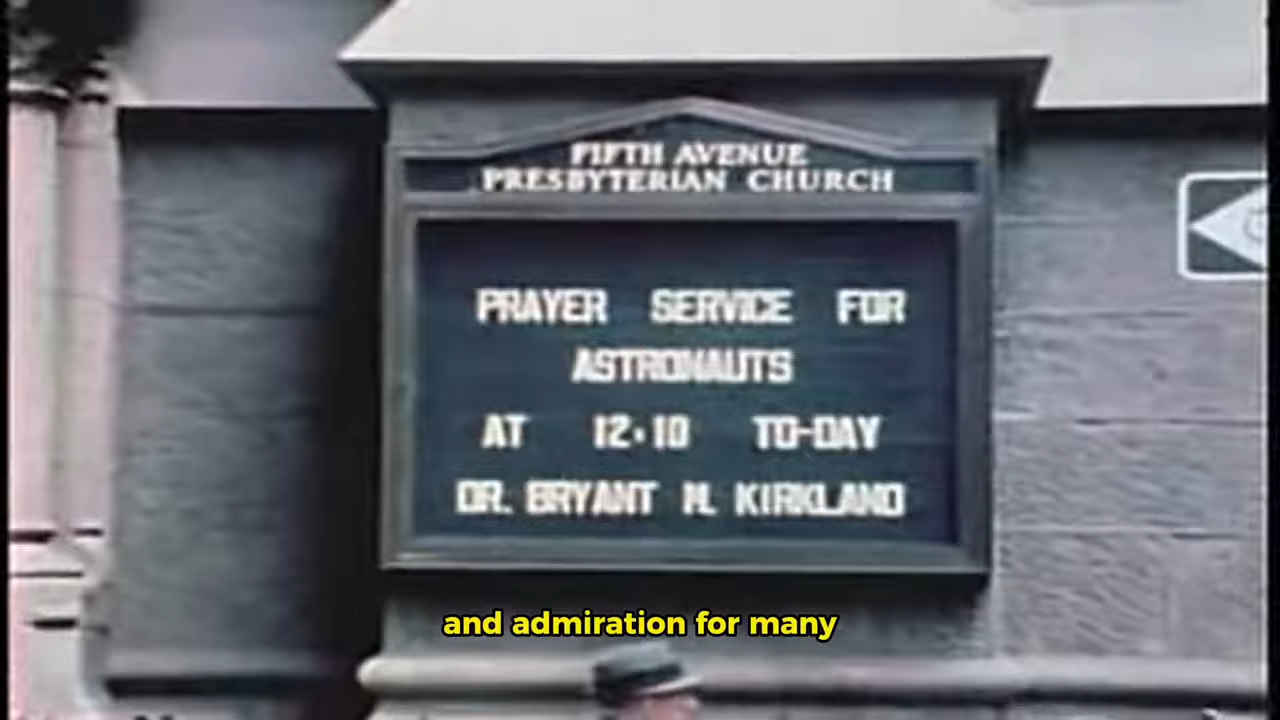 FIFTH AVENUE
PRESBYTERIAN CHURCH
PRAYER SERVICE FOR
ASTRONAUTS
AT 12·10 TO-DAY
DR. BRYANT M. KIRKLAND
and admiration for many